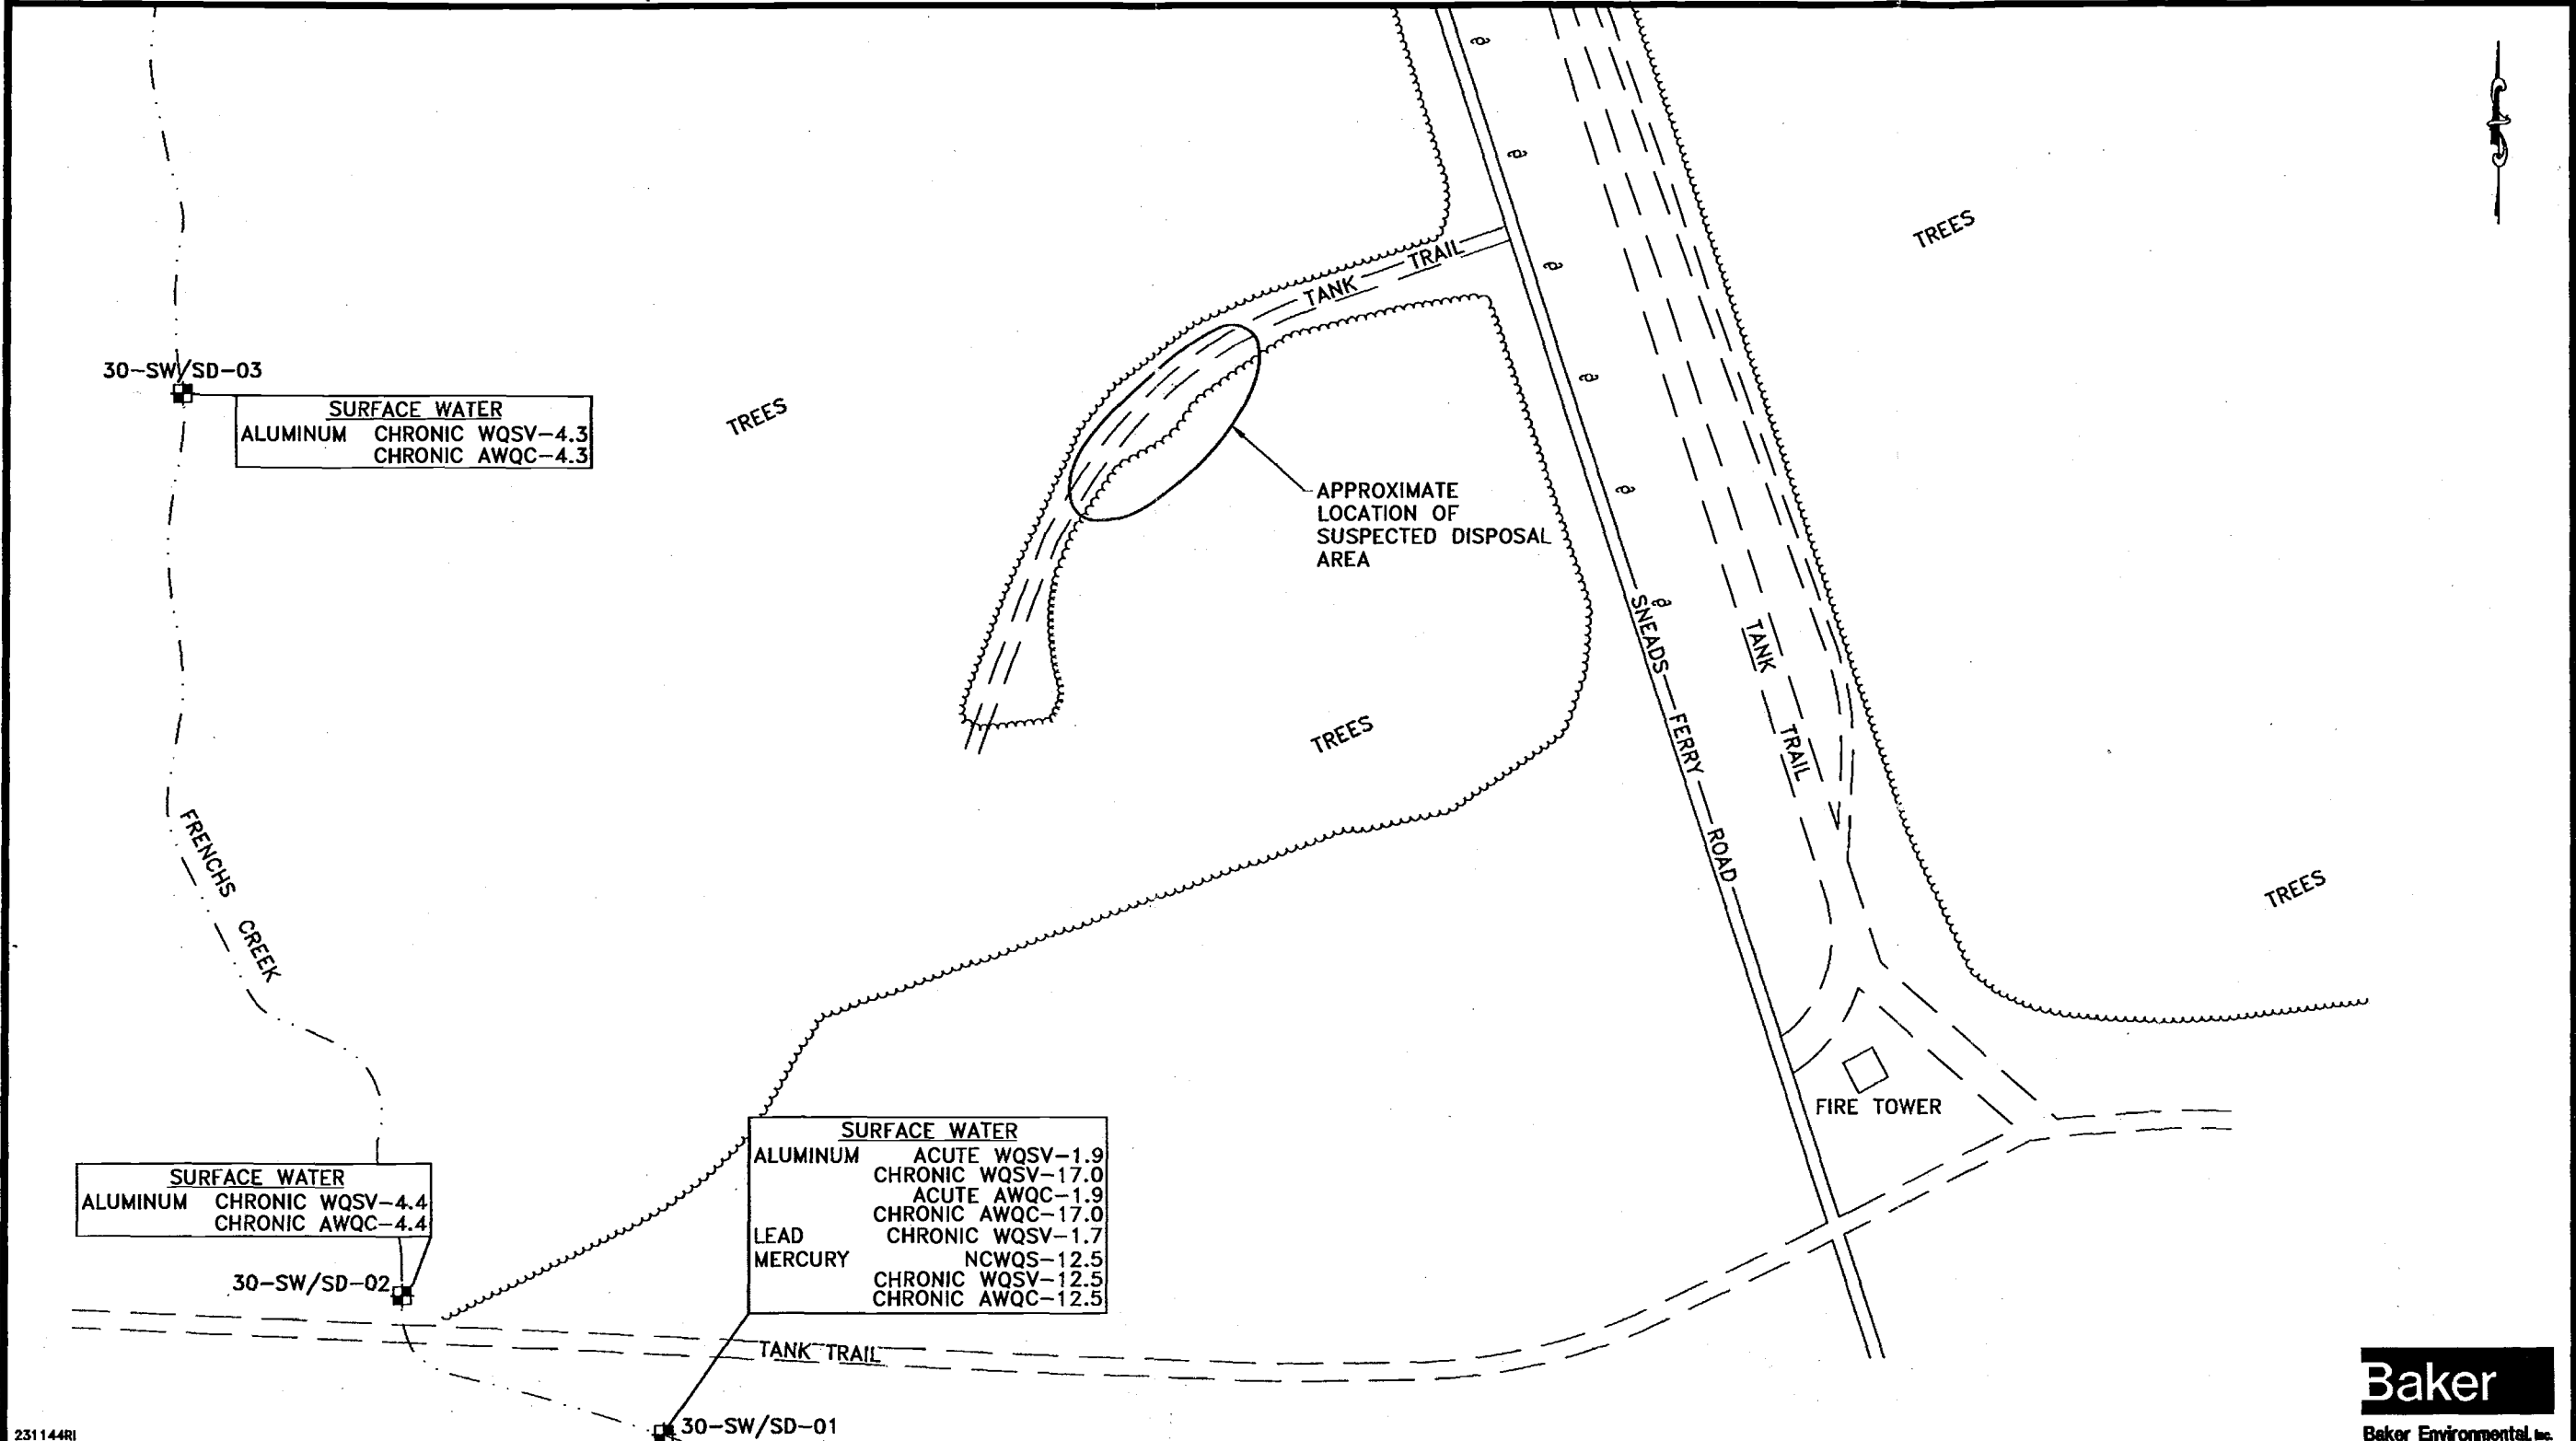 TREES
TANK TRAIL
30-SW/SD-03
SURFACE WATER
ALUMINUM CHRONIC WQSV-4.3
CHRONIC AWQC-4.3
TREES
APPROXIMATE
LOCATION OF
SUSPECTED DISPOSAL
AREA
SNEADS FERRY ROAD
TANK TRAIL
TREES
FRENCHS CREEK
TREES
FIRE TOWER
SURFACE WATER
ALUMINUM ACUTE WQSV-1.9
CHRONIC WQSV-17.0
ACUTE AWQC-1.9
CHRONIC AWQC-17.0
LEAD CHRONIC WQSV-1.7
MERCURY NCWQS-12.5
CHRONIC WQSV-12.5
CHRONIC AWQC-12.5
SURFACE WATER
ALUMINUM CHRONIC WQSV-4.4
CHRONIC AWQC-4.4
30-SW/SD-02
TANK TRAIL
30-SW/SD-01
231144RI
Baker
Baker Environmental, Inc.